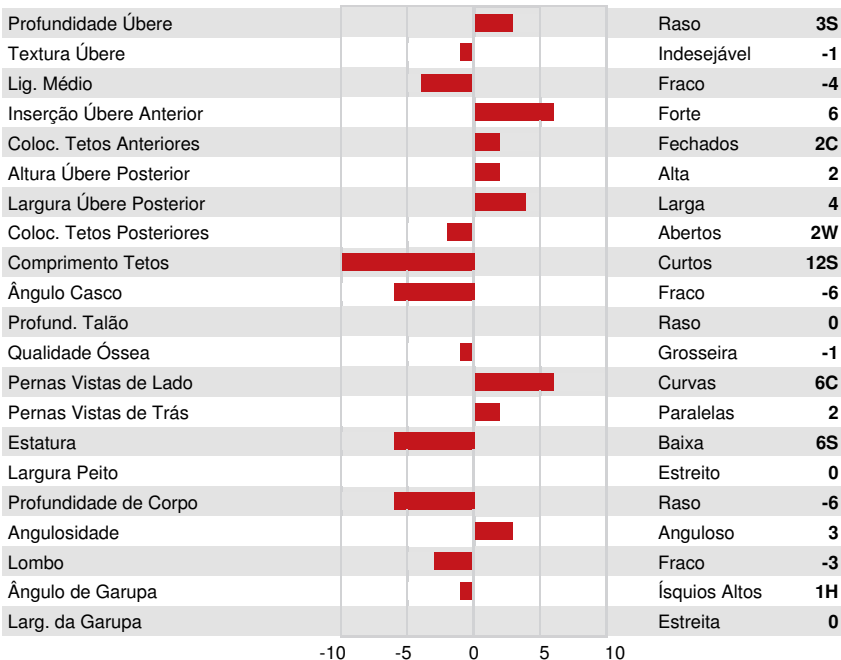 Profundidade Úbere Raso 3S
Textura Úbere Indesejável -1
Lig. Médio Fraco -4
Inserção Úbere Anterior Forte 6
Coloc. Tetos Anteriores Fechados 2C
Altura Úbere Posterior Alta 2
Largura Úbere Posterior Larga 4
Coloc. Tetos Posteriores Abertos 2W
Comprimento Tetos Curtos 12S
Ângulo Casco Fraco -6
Profund. Talão Raso 0
Qualidade Óssea Grosseira -1
Pernas Vistas de Lado Curvas 6C
Pernas Vistas de Trás Paralelas 2
Estatura Baixa 6S
Largura Peito Estreito 0
Profundidade de Corpo Raso -6
Angulosidade Anguloso 3
Lombo Fraco -3
Ângulo de Garupa Ísquios Altos 1H
Larg. da Garupa Estreita 0
-10 -5 0 5 10